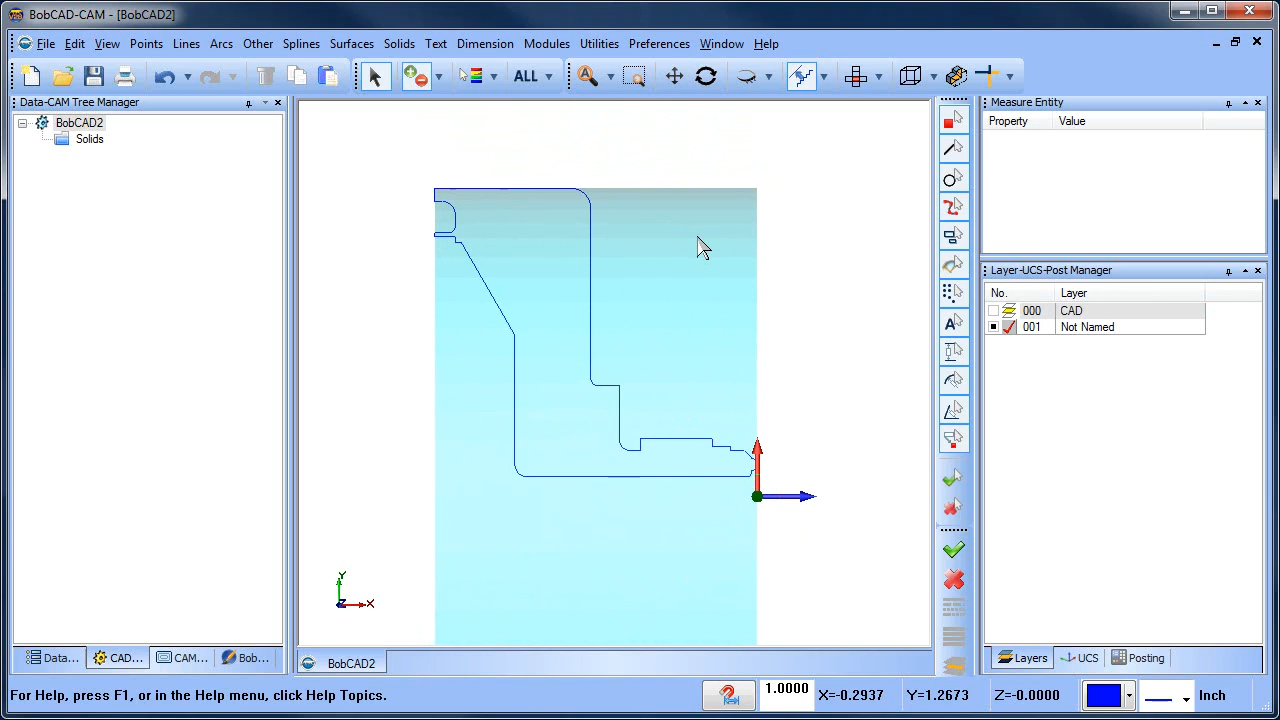 BobCAD-CAM - [BobCAD2]
File Edit View Points Lines Arcs Other Splines Surfaces Solids Text Dimension Modules Utilities Preferences Window Help
ALL
Data-CAM Tree Manager
BobCAD2
Solids
Measure Entity
Property Value
Layer-UCS-Post Manager
No. Layer
000 CAD
001 Not Named
A
Y
Z X
Data... CAD... CAM... Bob...
BobCAD2
Layers UCS Posting
For Help, press F1, or in the Help menu, click Help Topics.
1.0000 X=-0.2937 Y=1.2673 Z=-0.0000 Inch